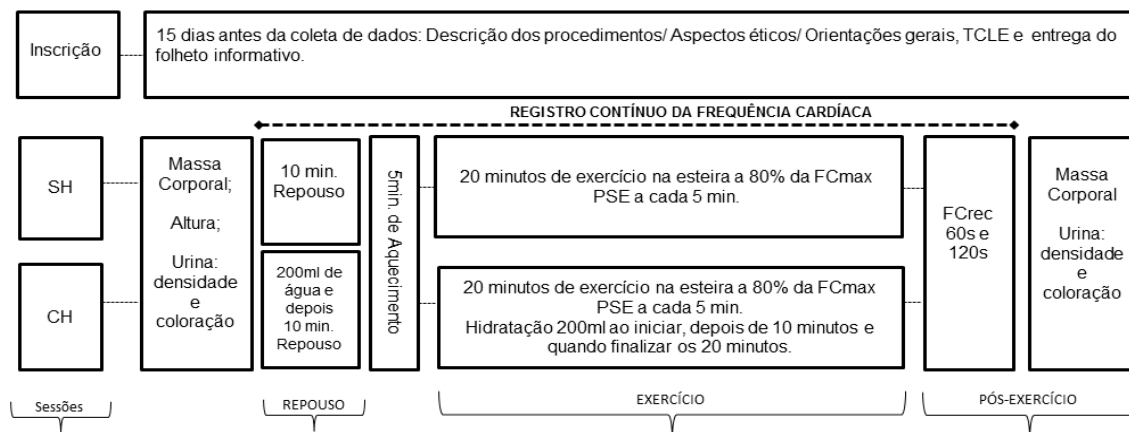 Inscrição
15 dias antes da coleta de dados: Descrição dos procedimentos/ Aspectos éticos/ Orientações gerais, TCLE e entrega do
folheto informativo.
REGISTRO CONTÍNUO DA FREQUÊNCIA CARDÍACA
SH
CH
Massa
Corporal;
Altura;
Urina:
densidade
e
coloração
10 min.
Repouso
200ml de
água e
depois
10 min.
Repouso
5min. de Aquecimento
20 minutos de exercício na esteira a 80% da FCmax
PSE a cada 5 min.
20 minutos de exercício na esteira a 80% da FCmax
PSE a cada 5 min.
Hidratação 200ml ao iniciar, depois de 10 minutos e
quando finalizar os 20 minutos.
FCrec
60s e
120s
Massa
Corporal
Urina:
densidade
e
coloração
Sessões
REPOUSO
EXERCÍCIO
PÓS-EXERCÍCIO